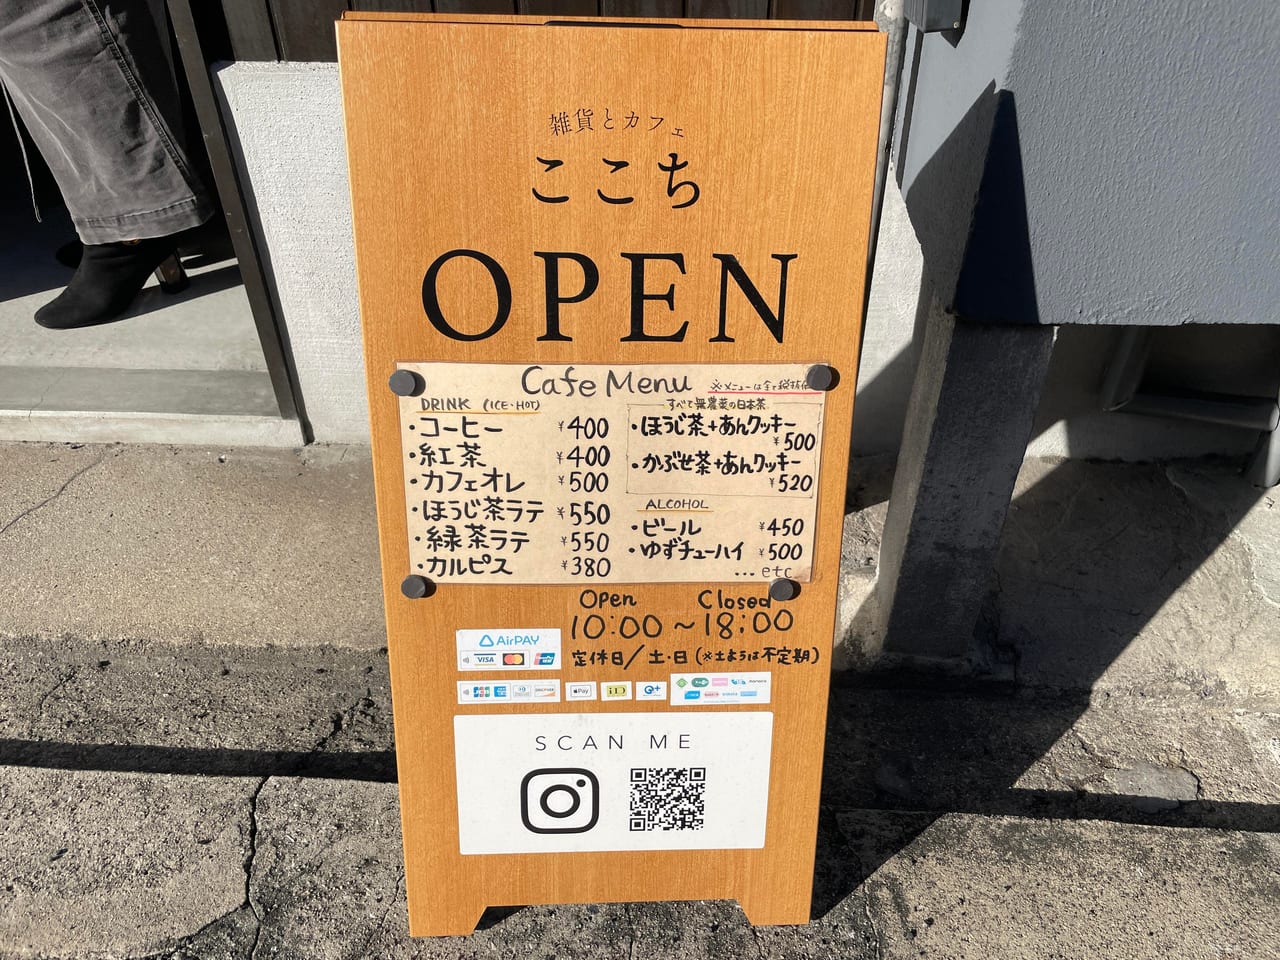 雑貨とカフェ
ここち
OPEN
Cafe Menu
※メニューは全て税抜価
DRINK (ICE・HOT)
・コーヒー ¥400
・紅茶 ¥400
・カフェオレ ¥500
・ほうじ茶ラテ ¥550
・緑茶ラテ ¥550
・カルピス ¥380
すべて無農薬の日本茶
・ほうじ茶+あんクッキー
¥500
・かぶせ茶+あんクッキー
¥520
ALCOHOL
・ビール ¥450
・ゆずチューハイ ¥500
...etc
Open Closed
10:00～18:00
定休日/土・日(※土ようは不定期)
AirPAY
VISA
JCB
Pay
iD
SCAN ME